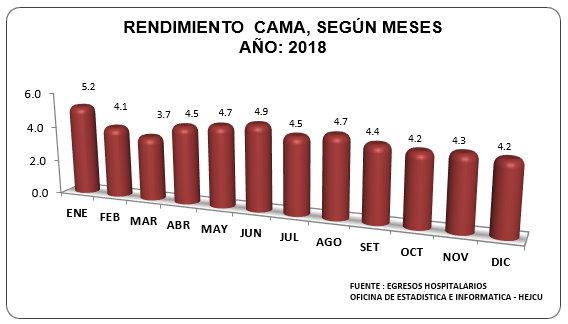 RENDIMIENTO CAMA, SEGÚN MESES
AÑO: 2018
6.0
4.0
2.0
0.0
5.2
4.1
3.7
4.5
4.7
4.9
4.5
4.7
4.4
4.2
4.3
4.2
ENE
FEB
MAR
ABR
MAY
JUN
JUL
AGO
SET
OCT
NOV
DIC
FUENTE : EGRESOS HOSPITALARIOS
OFICINA DE ESTADISTICA E INFORMATICA - HEJCU